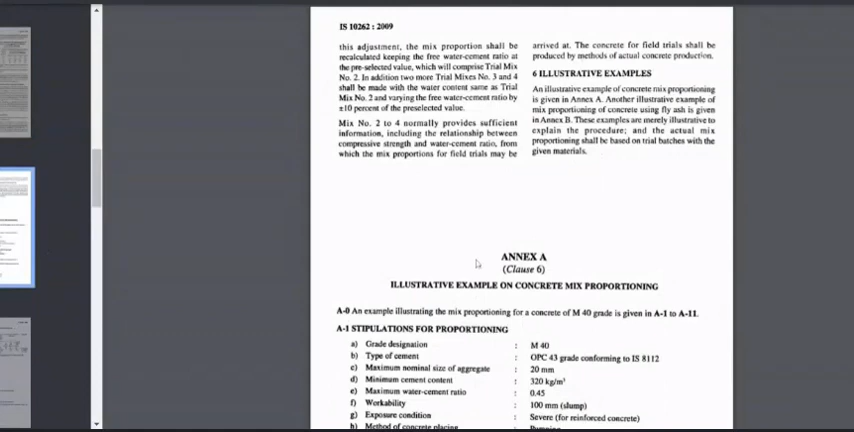 IS 10262 : 2009
this adjustment, the mix proportion shall be
recalculated keeping the free water-cement ratio at
the pre-selected value, which will comprise Trial Mix
No. 2. In addition two more Trial Mixes No. 3 and 4
shall be made with the water content same as Trial
Mix No. 2 and varying the free water-cement ratio by
±10 percent of the preselected value.
Mix No. 2 to 4 normally provides sufficient
information, including the relationship between
compressive strength and water-cement ratio, from
which the mix proportions for field trials may be
arrived at. The concrete for field trials shall be
produced by methods of actual concrete production.
6 ILLUSTRATIVE EXAMPLES
An illustrative example of concrete mix proportioning
is given in Annex A. Another illustrative example of
mix proportioning of concrete using fly ash is given
in Annex B. These examples are merely illustrative to
explain the procedure; and the actual mix
proportioning shall be based on trial batches with the
given materials.
ANNEX A
(Clause 6)
ILLUSTRATIVE EXAMPLE ON CONCRETE MIX PROPORTIONING
A-0 An example illustrating the mix proportioning for a concrete of M 40 grade is given in A-1 to A-11.
A-1 STIPULATIONS FOR PROPORTIONING
a) Grade designation : M 40
b) Type of cement : OPC 43 grade conforming to IS 8112
c) Maximum nominal size of aggregate : 20 mm
d) Minimum cement content : 320 kg/m³
e) Maximum water-cement ratio : 0.45
f) Workability : 100 mm (slump)
g) Exposure condition : Severe (for reinforced concrete)
h) Method of concrete placing : Pumping